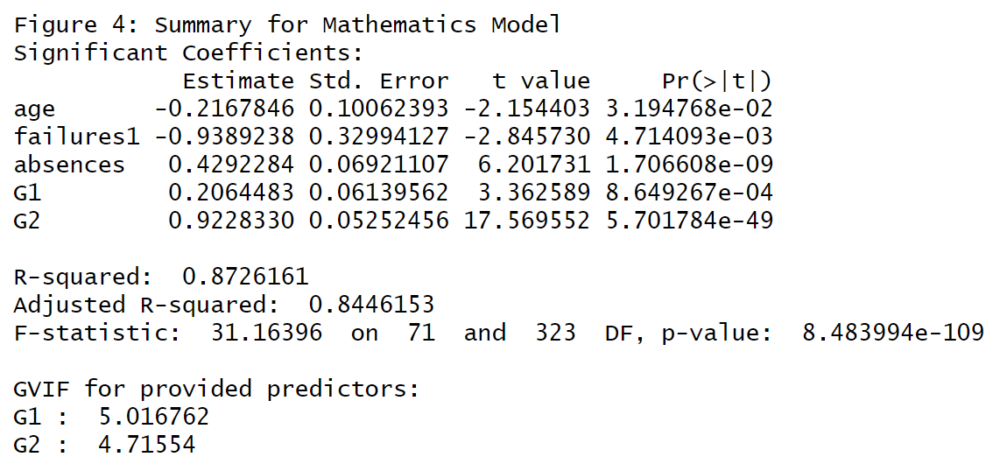 Figure 4: Summary for Mathematics Model
Significant Coefficients:
Estimate Std. Error t value Pr(>|t|)
age -0.2167846 0.10062393 -2.154403 3.194768e-02
failures1 -0.9389238 0.32994127 -2.845730 4.714093e-03
absences 0.4292284 0.06921107 6.201731 1.706608e-09
G1 0.2064483 0.06139562 3.362589 8.649267e-04
G2 0.9228330 0.05252456 17.569552 5.701784e-49
R-squared: 0.8726161
Adjusted R-squared: 0.8446153
F-statistic: 31.16396 on 71 and 323 DF, p-value: 8.483994e-109
GVIF for provided predictors:
G1 : 5.016762
G2 : 4.71554